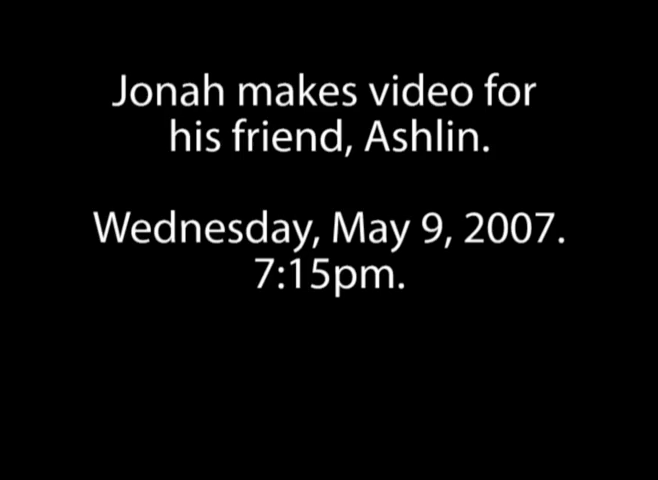 Jonah makes video for
his friend, Ashlin.
Wednesday, May 9, 2007.
7:15pm.